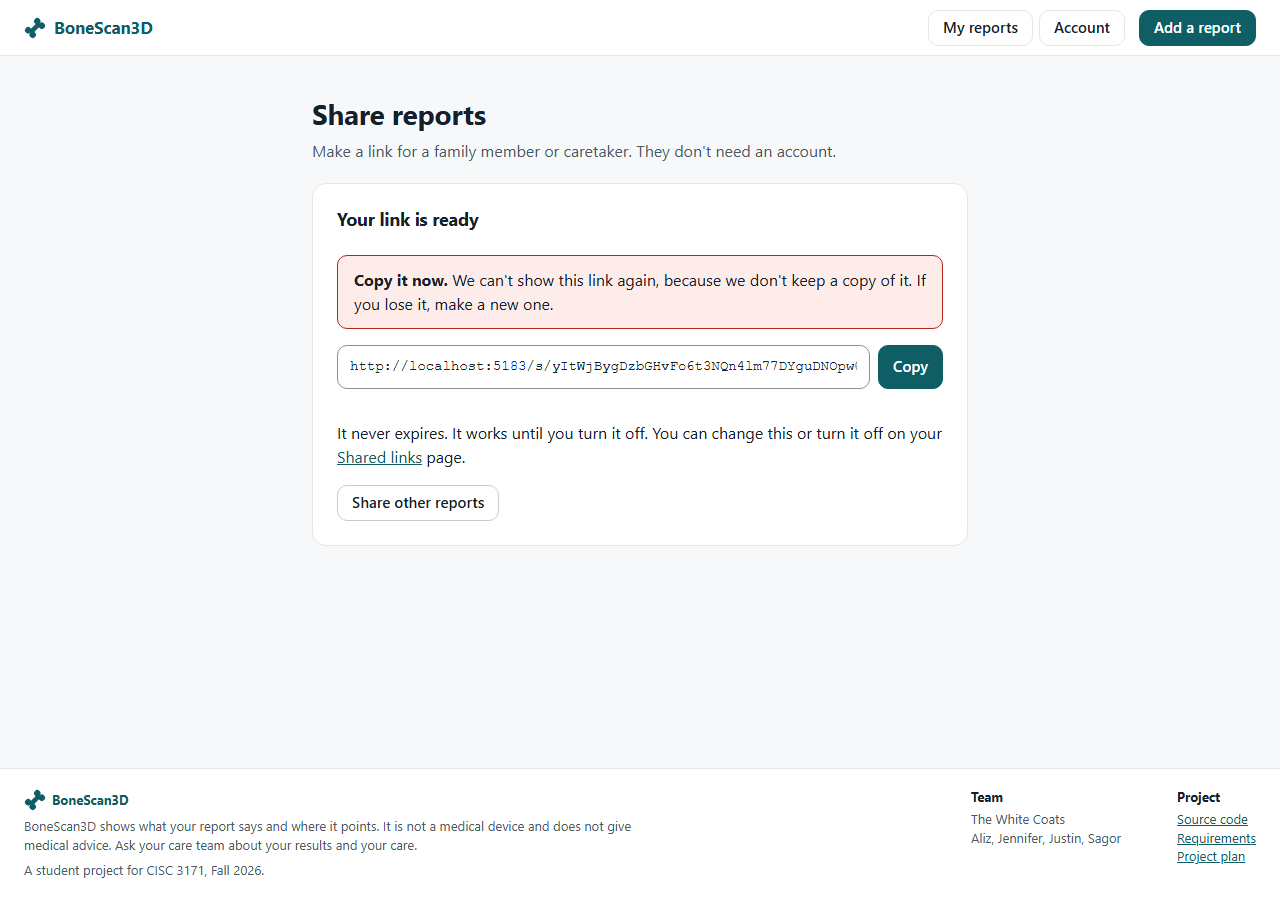 BoneScan3D
My reports
Account
Add a report
Share reports
Make a link for a family member or caretaker. They don't need an account.
Your link is ready
Copy it now. We can't show this link again, because we don't keep a copy of it. If
you lose it, make a new one.
http://localhost:5183/s/yItWjBygDzbGHvFo6t3NQn4lm77DYguDNOpw
Copy
It never expires. It works until you turn it off. You can change this or turn it off on your
Shared links page.
Share other reports
BoneScan3D
BoneScan3D shows what your report says and where it points. It is not a medical device and does not give
medical advice. Ask your care team about your results and your care.
A student project for CISC 3171, Fall 2026.
Team
The White Coats
Aliz, Jennifer, Justin, Sagor
Project
Source code
Requirements
Project plan